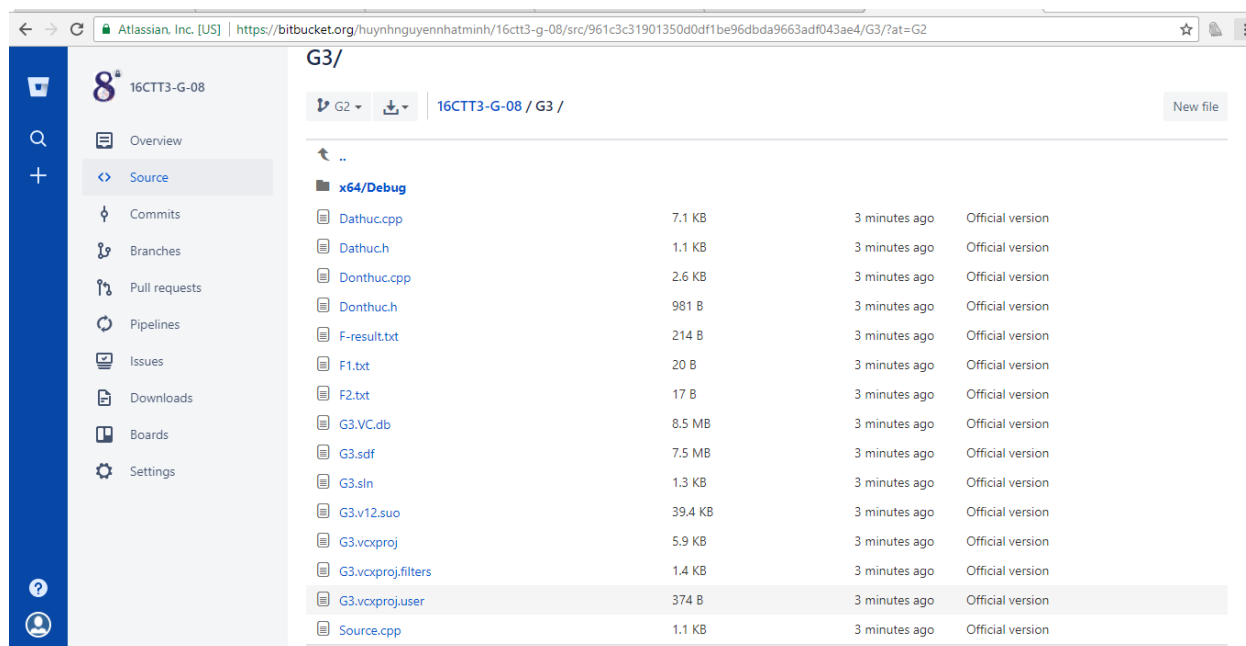 Atlassian, Inc. [US] https://bitbucket.org/huynhnguyennhatminh/16ctt3-g-08/src/961c3c31901350d0df1be96dbda9663adf043ae4/G3/?at=G2
8 16CTT3-G-08
Overview
Source
Commits
Branches
Pull requests
Pipelines
Issues
Downloads
Boards
Settings
G3/
G2 16CTT3-G-08 / G3 / New file
..
x64/Debug
Dathuc.cpp 7.1 KB 3 minutes ago Official version
Dathuc.h 1.1 KB 3 minutes ago Official version
Donthuc.cpp 2.6 KB 3 minutes ago Official version
Donthuc.h 981 B 3 minutes ago Official version
F-result.txt 214 B 3 minutes ago Official version
F1.txt 20 B 3 minutes ago Official version
F2.txt 17 B 3 minutes ago Official version
G3.VC.db 8.5 MB 3 minutes ago Official version
G3.sdf 7.5 MB 3 minutes ago Official version
G3.sln 1.3 KB 3 minutes ago Official version
G3.v12.suo 39.4 KB 3 minutes ago Official version
G3.vcxproj 5.9 KB 3 minutes ago Official version
G3.vcxproj.filters 1.4 KB 3 minutes ago Official version
G3.vcxproj.user 374 B 3 minutes ago Official version
Source.cpp 1.1 KB 3 minutes ago Official version